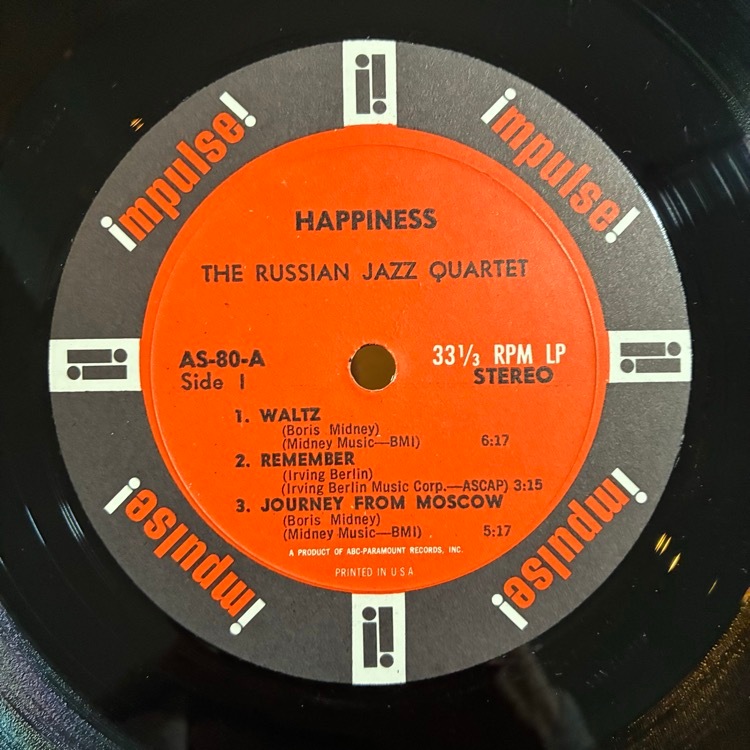 impulse!
impulse!
HAPPINESS
THE RUSSIAN JAZZ QUARTET
AS-80-A
Side 1
33 1/3 RPM LP
STEREO
1. WALTZ
(Boris Midney)
(Midney Music—BMI) 6:17
2. REMEMBER
(Irving Berlin)
(Irving Berlin Music Corp.—ASCAP) 3:15
3. JOURNEY FROM MOSCOW
(Boris Midney)
(Midney Music—BMI) 5:17
A PRODUCT OF ABC-PARAMOUNT RECORDS, INC.
PRINTED IN U S A
impulse!
impulse!